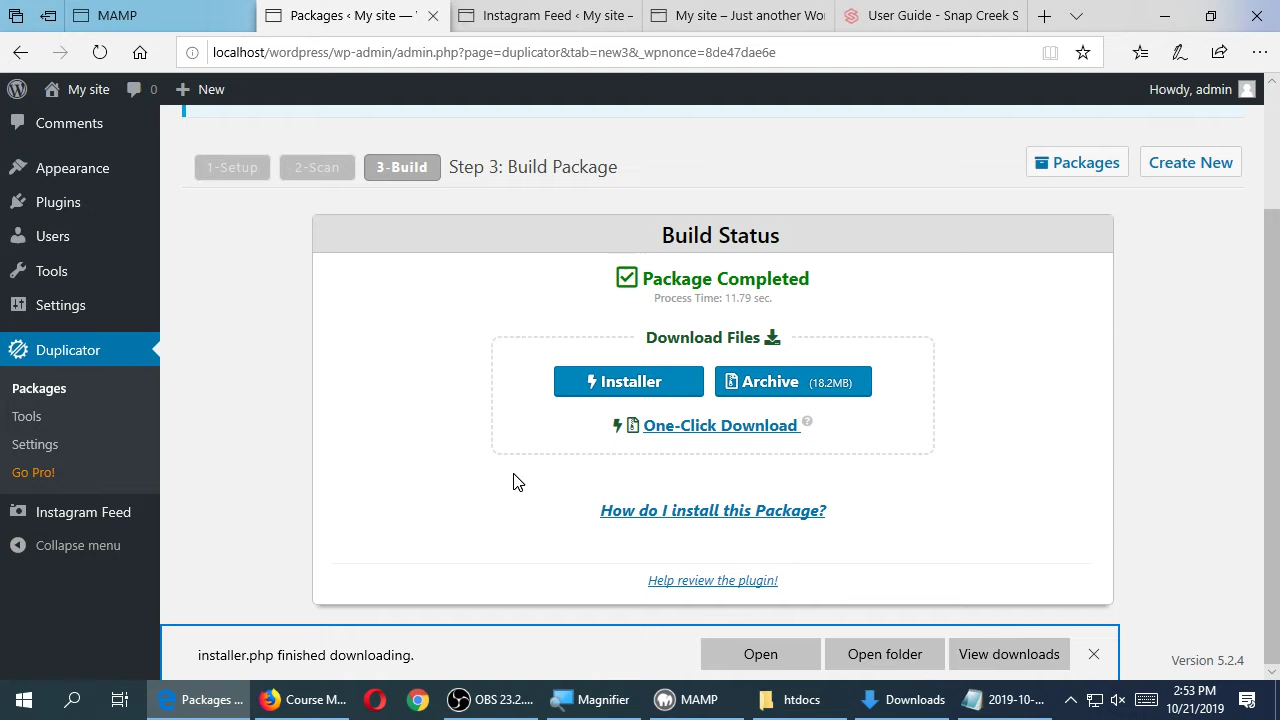 MAMP
Packages ‹ My site — '
Instagram Feed ‹ My site –
My site – Just another Wo
User Guide - Snap Creek S
localhost/wordpress/wp-admin/admin.php?page=duplicator&tab=new3&_wpnonce=8de47dae6e
My site
0
New
Howdy, admin
Comments
Appearance
Plugins
Users
Tools
Settings
Duplicator
Packages
Tools
Settings
Go Pro!
Instagram Feed
Collapse menu
1-Setup
2-Scan
3-Build
Step 3: Build Package
Packages
Create New
Build Status
Package Completed
Process Time: 11.79 sec.
Download Files
Installer
Archive (18.2MB)
One-Click Download ?
How do I install this Package?
Help review the plugin!
installer.php finished downloading.
Open
Open folder
View downloads
Version 5.2.4
Packages ...
Course M...
OBS 23.2....
Magnifier
MAMP
htdocs
Downloads
2019-10-...
2:53 PM
10/21/2019